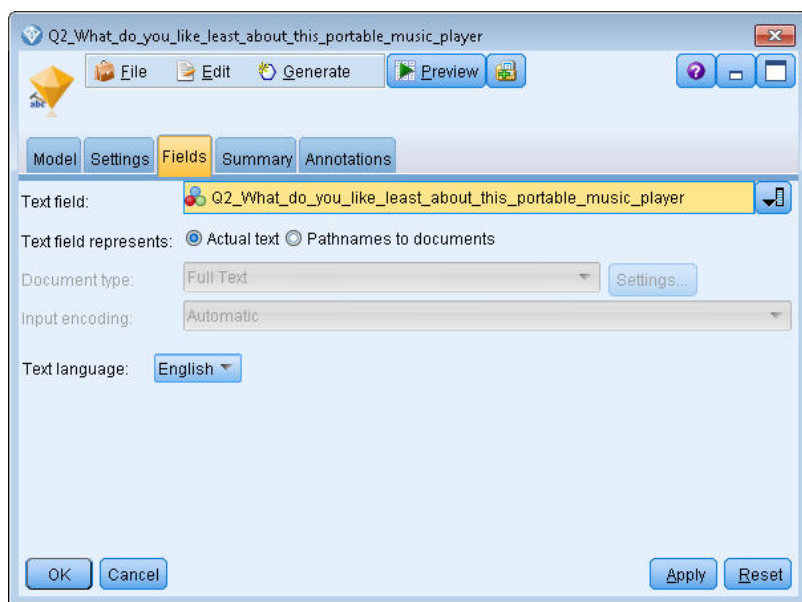 Q2_What_do_you_like_least_about_this_portable_music_player
File Edit Generate Preview
abc
Model Settings Fields Summary Annotations
Text field: Q2_What_do_you_like_least_about_this_portable_music_player
Text field represents: Actual text Pathnames to documents
Document type: Full Text Settings...
Input encoding: Automatic
Text language: English
OK Cancel Apply Reset